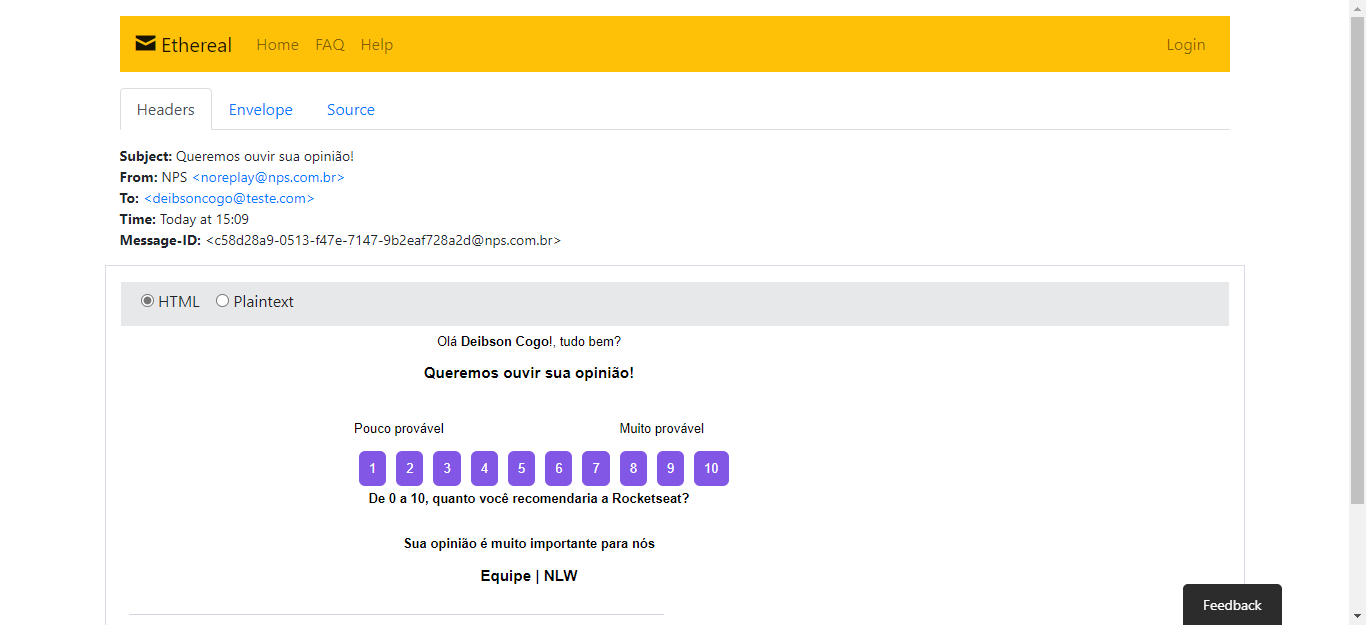 Ethereal Home FAQ Help Login
Headers Envelope Source
Subject: Queremos ouvir sua opinião!
From: NPS <noreplay@nps.com.br>
To: <deibsoncogo@teste.com>
Time: Today at 15:09
Message-ID: <c58d28a9-0513-f47e-7147-9b2eaf728a2d@nps.com.br>
HTML Plaintext
Olá Deibson Cogo!, tudo bem?
Queremos ouvir sua opinião!
Pouco provável Muito provável
1 2 3 4 5 6 7 8 9 10
De 0 a 10, quanto você recomendaria a Rocketseat?
Sua opinião é muito importante para nós
Equipe | NLW
Feedback